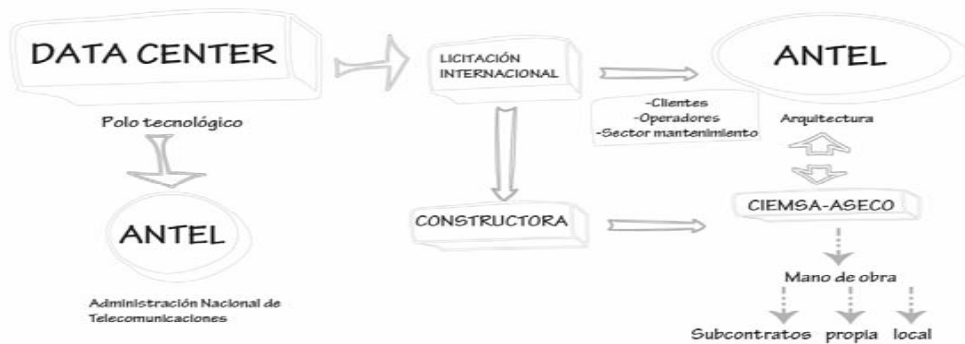 DATA CENTER
Polo tecnológico
ANTEL
Administración Nacional de
Telecomunicaciones
LICITACIÓN
INTERNACIONAL
-Clientes
-Operadores
-Sector mantenimiento
CONSTRUCTORA
ANTEL
Arquitectura
CIEMSA-ASECO
Mano de obra
Subcontratos propia local